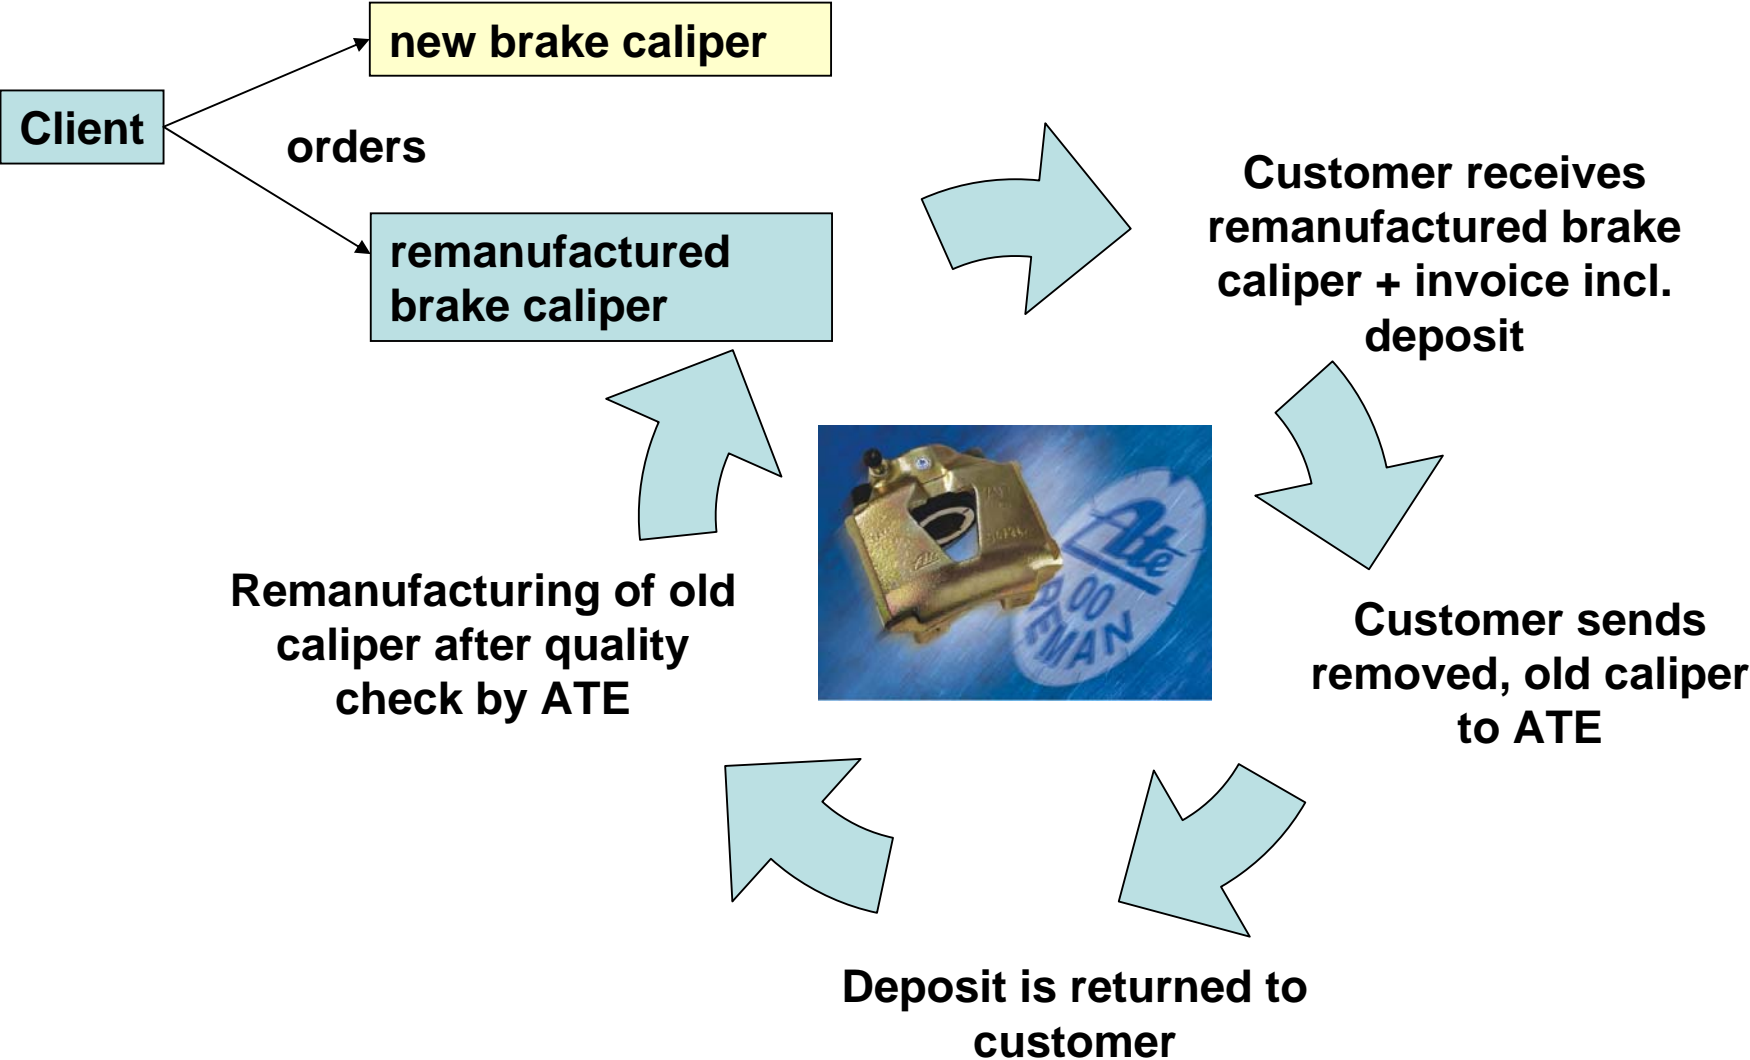 new brake caliper
Client
orders
remanufactured
brake caliper
Customer receives
remanufactured brake
caliper + invoice incl.
deposit
Ate
00
REMAN
Customer sends
removed, old caliper
to ATE
Deposit is returned to
customer
Remanufacturing of old
caliper after quality
check by ATE